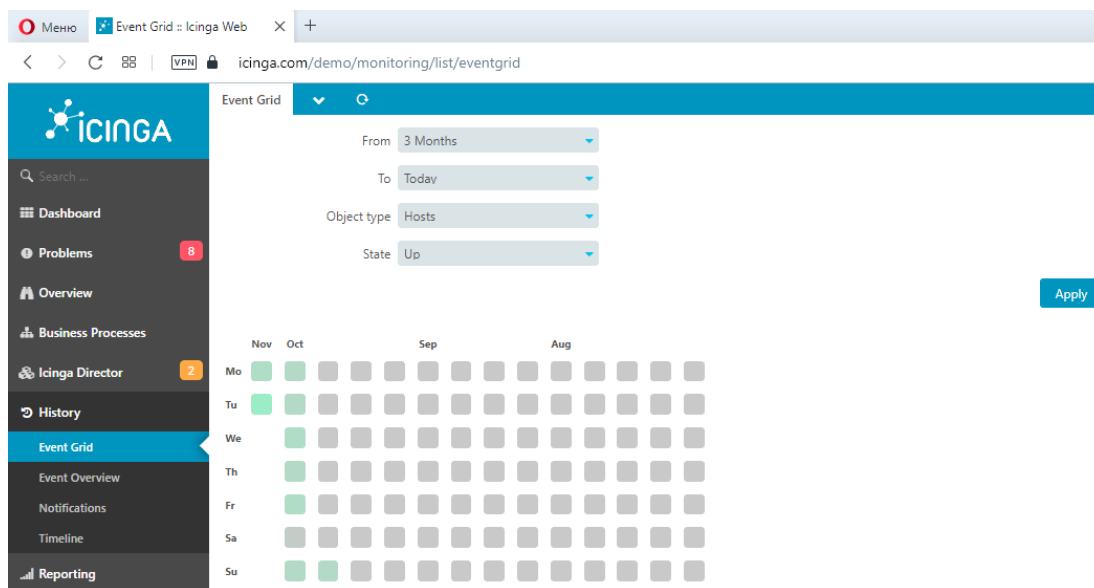 Меню
Event Grid :: Icinga Web
VPN
icinga.com/demo/monitoring/list/eventgrid
icinga
Event Grid
From 3 Months
To Today
Object type Hosts
State Up
Apply
Search ...
Dashboard
Problems 8
Overview
Business Processes
Icinga Director 2
History
Event Grid
Event Overview
Notifications
Timeline
Reporting
Nov Oct Sep Aug
Mo
Tu
We
Th
Fr
Sa
Su